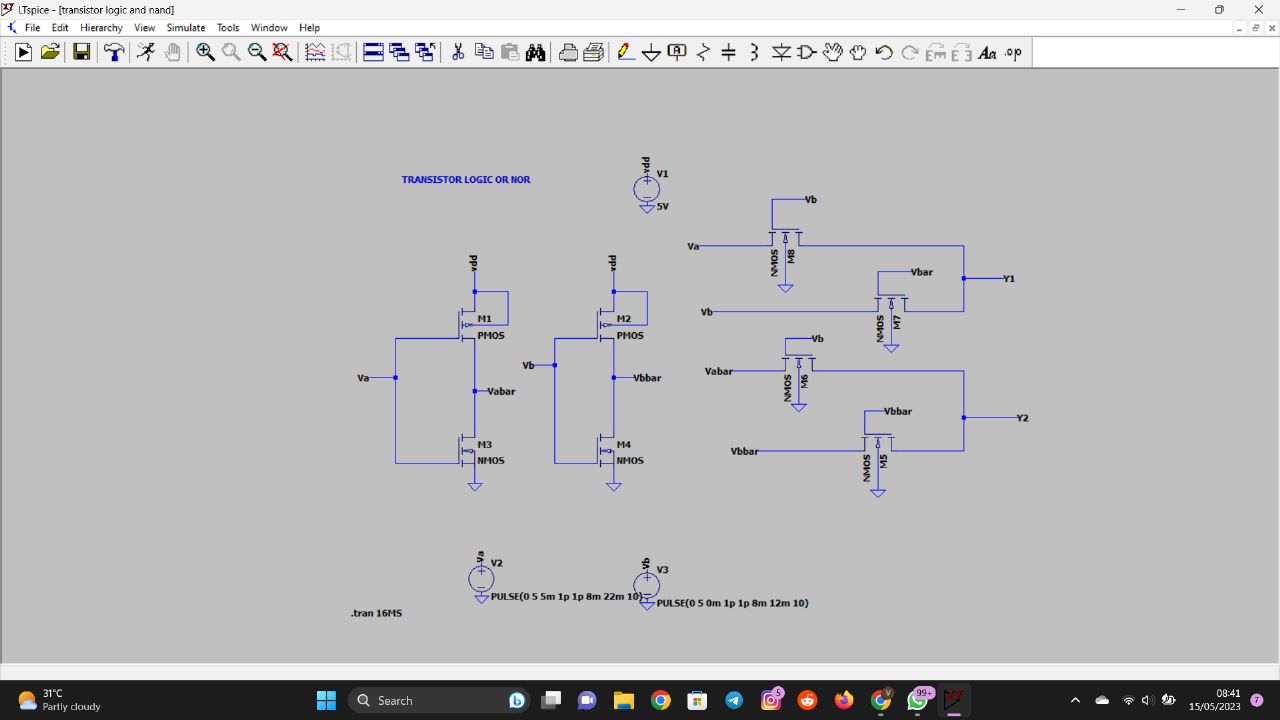 LTspice - [transistor logic and nand]
File Edit Hierarchy View Simulate Tools Window Help
.op
TRANSISTOR LOGIC OR NOR
vdd
V1
5V
Vb
Va
NMOS
M8
Vbar
Y1
Vb
NMOS
M7
vdd
M1
PMOS
vdd
M2
PMOS
Va
Vabar
Vb
Vbbar
M3
NMOS
M4
NMOS
Vb
Vabar
NMOS
M6
Vbbar
Y2
Vbbar
NMOS
M5
Va
V2
PULSE(0 5 5m 1p 1p 8m 22m 10)
Vb
V3
PULSE(0 5 0m 1p 1p 8m 12m 10)
.tran 16MS
31°C
Partly cloudy
Search
5
V
99+
08:41
15/05/2023
7